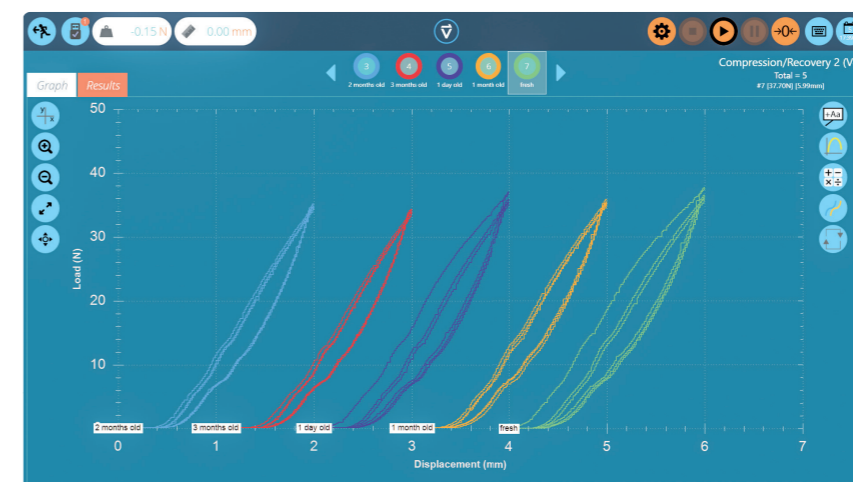 -0.15 N
0.00 mm
→0←
3
4
5
6
7
2 months old
3 months old
1 day old
1 month old
fresh
Compression/Recovery 2 (V
Total = 5
#7 [37.70N] [5.99mm]
Graph
Results
+Aa
50
40
30
20
10
Load (N)
2 months old
3 months old
1 day old
1 month old
fresh
0
1
2
3
4
5
6
7
Displacement (mm)